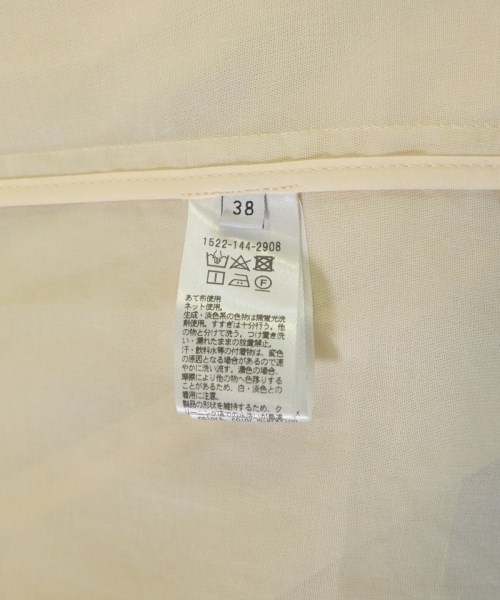 38
1522-144-2908
F
あて布使用
ネット使用。
生成・淡色系の色物は無蛍光洗
剤使用。すすぎは十分行う。他
の物と分けて洗う。つけ置き洗
い・濡れたままの放置禁止。
汗・飲料水等の付着物は、変色
の原因となる場合があるので速
やかに洗い流す。濃色の場合、
摩擦により他の物へ色移りする
ことがあるため、白・淡色との
着用に注意。
製品の形状を維持するため、ク